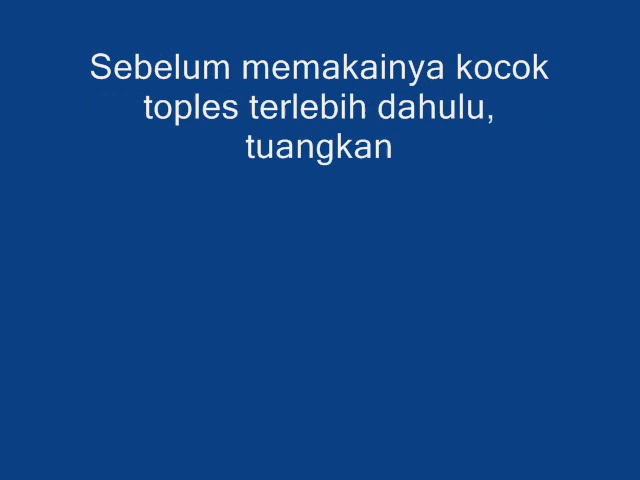 Sebelum memakainya kocok
toples terlebih dahulu,
tuangkan